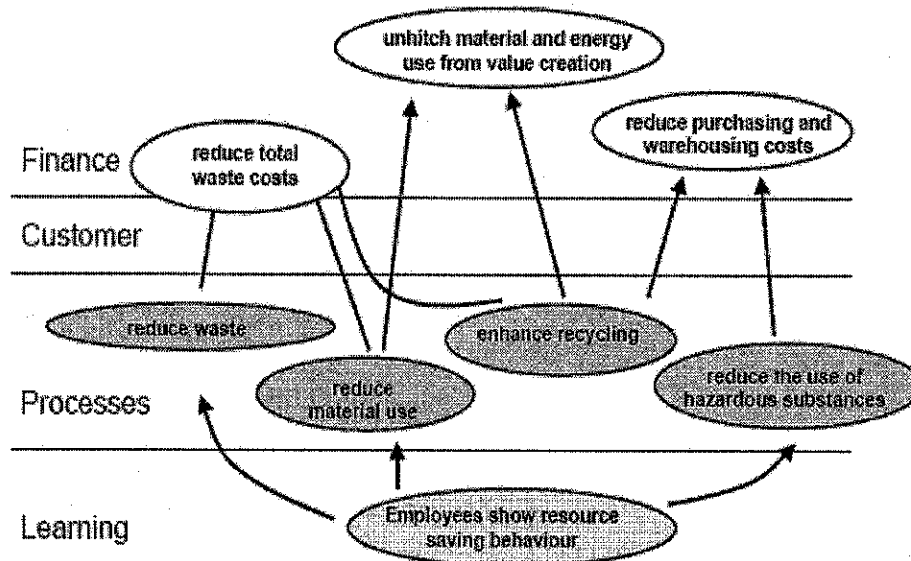 unhitch material and energy
use from value creation
reduce purchasing and
warehousing costs
Finance
reduce total
waste costs
Customer
reduce waste
enhance recycling
reduce
material use
reduce the use of
hazardous substances
Processes
Employees show resource
saving behaviour
Learning